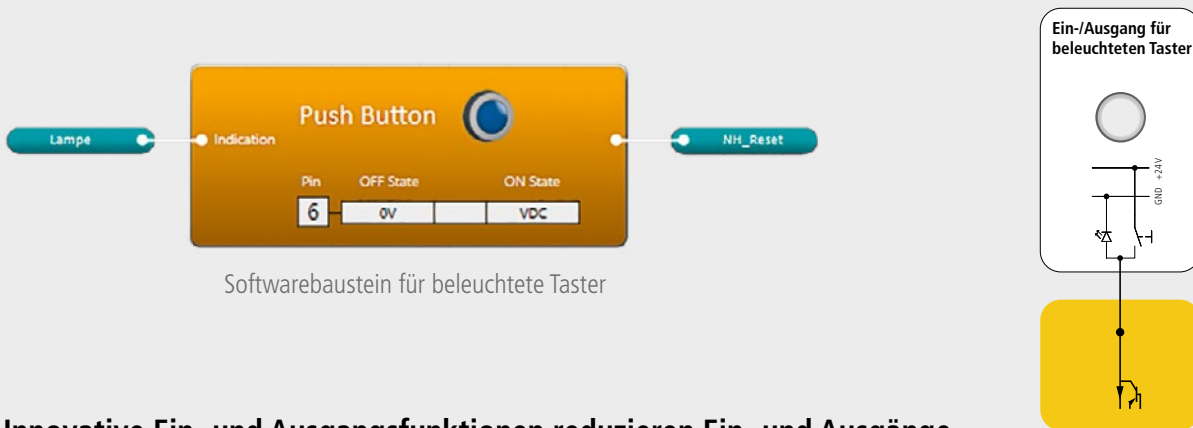 Ein-/Ausgang für
beleuchteten Taster
Push Button
Lampe
Indication
NH_Reset
Pin
OFF State
ON State
6
0V
VDC
GND
+24V
Softwarebaustein für beleuchtete Taster
Innovative Ein- und Ausgangsfunktionen reduzieren Ein- und Ausgänge